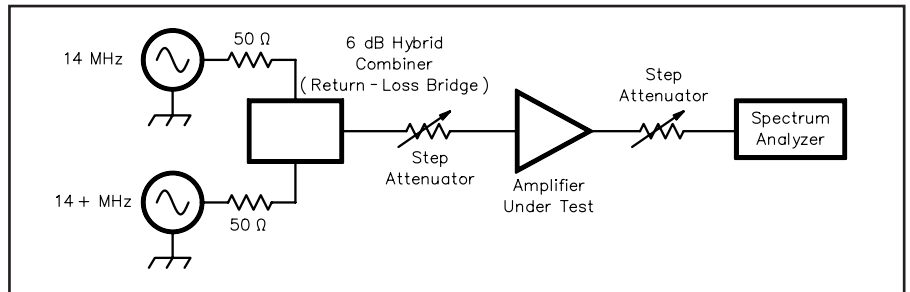 14 MHz
50 Ω
6 dB Hybrid
Combiner
(Return - Loss Bridge)
Step
Attenuator
Amplifier
Under Test
Step
Attenuator
Spectrum
Analyzer
14+ MHz
50 Ω